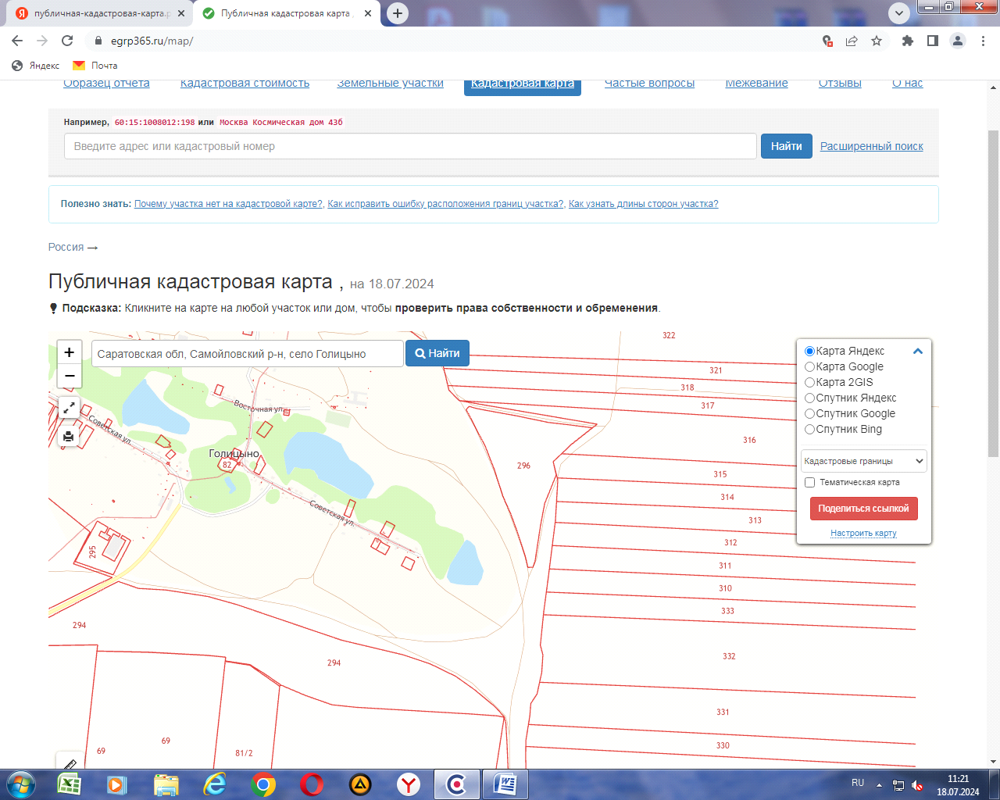 публичная-кадастровая-карта.р
Публичная кадастровая карта ,
egrp365.ru/map/
Яндекс
Почта
Образец отчета
Кадастровая стоимость
Земельные участки
Кадастровая карта
Частые вопросы
Межевание
Отзывы
О нас
Например, 60:15:1008012:198 или Москва Космическая дом 43б
Введите адрес или кадастровый номер
Найти
Расширенный поиск
Полезно знать: Почему участка нет на кадастровой карте?, Как исправить ошибку расположения границ участка?, Как узнать длины сторон участка?
Россия →
Публичная кадастровая карта , на 18.07.2024
Подсказка: Кликните на карте на любой участок или дом, чтобы проверить права собственности и обременения.
+
−
Саратовская обл, Самойловский р-н, село Голицыно
Найти
Карта Яндекс
Карта Google
Карта 2GIS
Спутник Яндекс
Спутник Google
Спутник Bing
Кадастровые границы
Тематическая карта
Поделиться ссылкой
Настроить карту
322
321
318
317
316
315
314
313
312
311
310
333
332
331
330
296
Восточная ул.
Советская ул.
Голицыно
82
Советская ул.
295
294
294
69
69
81/2
RU
11:21
18.07.2024